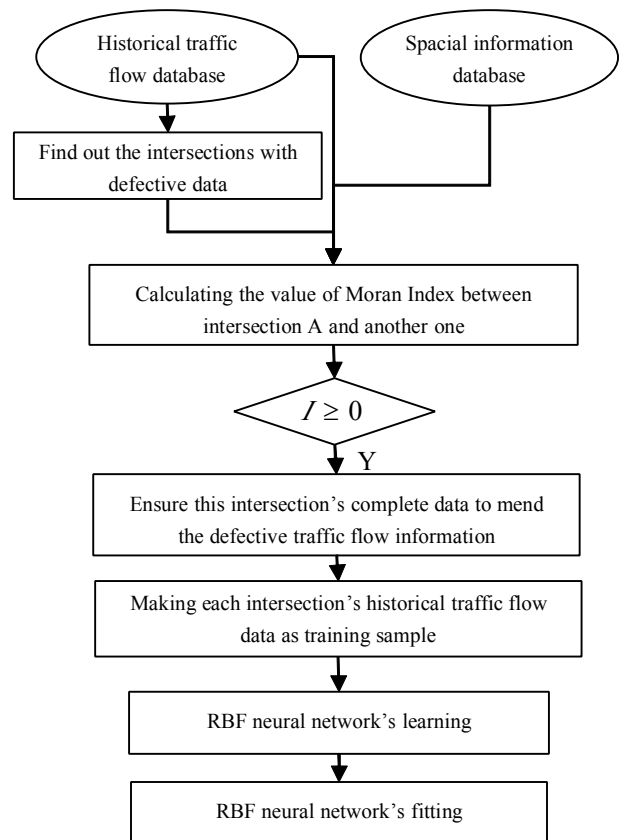 Historical traffic
flow database
Spacial information
database
Find out the intersections with
defective data
Calculating the value of Moran Index between
intersection A and another one
I ≥ 0
Y
Ensure this intersection's complete data to mend
the defective traffic flow information
Making each intersection's historical traffic flow
data as training sample
RBF neural network's learning
RBF neural network's fitting